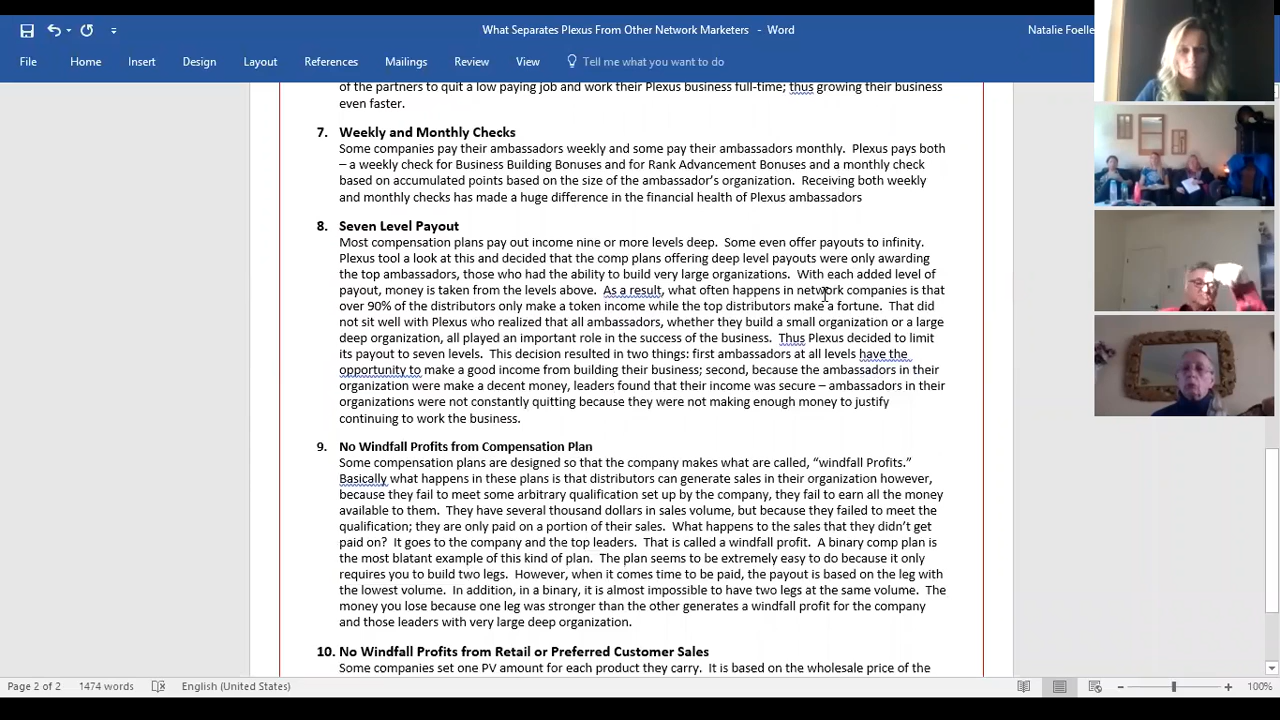 What Separates Plexus From Other Network Marketers - Word
Natalie Foelle
File Home Insert Design Layout References Mailings Review View Tell me what you want to do
of the partners to quit a low paying job and work their Plexus business full-time; thus growing their business
even faster.
7. Weekly and Monthly Checks
Some companies pay their ambassadors weekly and some pay their ambassadors monthly. Plexus pays both
– a weekly check for Business Building Bonuses and for Rank Advancement Bonuses and a monthly check
based on accumulated points based on the size of the ambassador's organization. Receiving both weekly
and monthly checks has made a huge difference in the financial health of Plexus ambassadors
8. Seven Level Payout
Most compensation plans pay out income nine or more levels deep. Some even offer payouts to infinity.
Plexus tool a look at this and decided that the comp plans offering deep level payouts were only awarding
the top ambassadors, those who had the ability to build very large organizations. With each added level of
payout, money is taken from the levels above. As a result, what often happens in network companies is that
over 90% of the distributors only make a token income while the top distributors make a fortune. That did
not sit well with Plexus who realized that all ambassadors, whether they build a small organization or a large
deep organization, all played an important role in the success of the business. Thus Plexus decided to limit
its payout to seven levels. This decision resulted in two things: first ambassadors at all levels have the
opportunity to make a good income from building their business; second, because the ambassadors in their
organization were make a decent money, leaders found that their income was secure – ambassadors in their
organizations were not constantly quitting because they were not making enough money to justify
continuing to work the business.
9. No Windfall Profits from Compensation Plan
Some compensation plans are designed so that the company makes what are called, “windfall Profits.”
Basically what happens in these plans is that distributors can generate sales in their organization however,
because they fail to meet some arbitrary qualification set up by the company, they fail to earn all the money
available to them. They have several thousand dollars in sales volume, but because they failed to meet the
qualification; they are only paid on a portion of their sales. What happens to the sales that they didn't get
paid on? It goes to the company and the top leaders. That is called a windfall profit. A binary comp plan is
the most blatant example of this kind of plan. The plan seems to be extremely easy to do because it only
requires you to build two legs. However, when it comes time to be paid, the payout is based on the leg with
the lowest volume. In addition, in a binary, it is almost impossible to have two legs at the same volume. The
money you lose because one leg was stronger than the other generates a windfall profit for the company
and those leaders with very large deep organization.
10. No Windfall Profits from Retail or Preferred Customer Sales
Some companies set one PV amount for each product they carry. It is based on the wholesale price of the
Page 2 of 2 1474 words English (United States) 100%